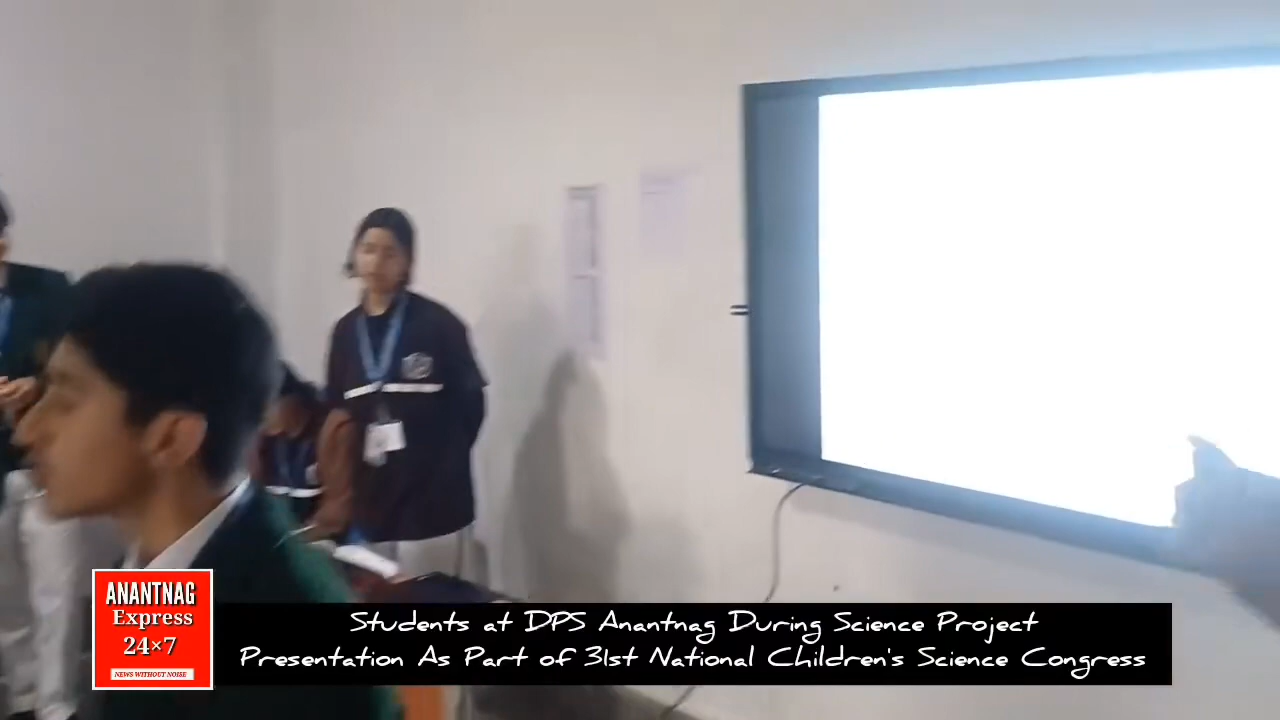 ANANTNAG
Express
24×7
NEWS WITHOUT NOISE
Students at DPS Anantnag During Science Project
Presentation As Part of 31st National Children's Science Congress